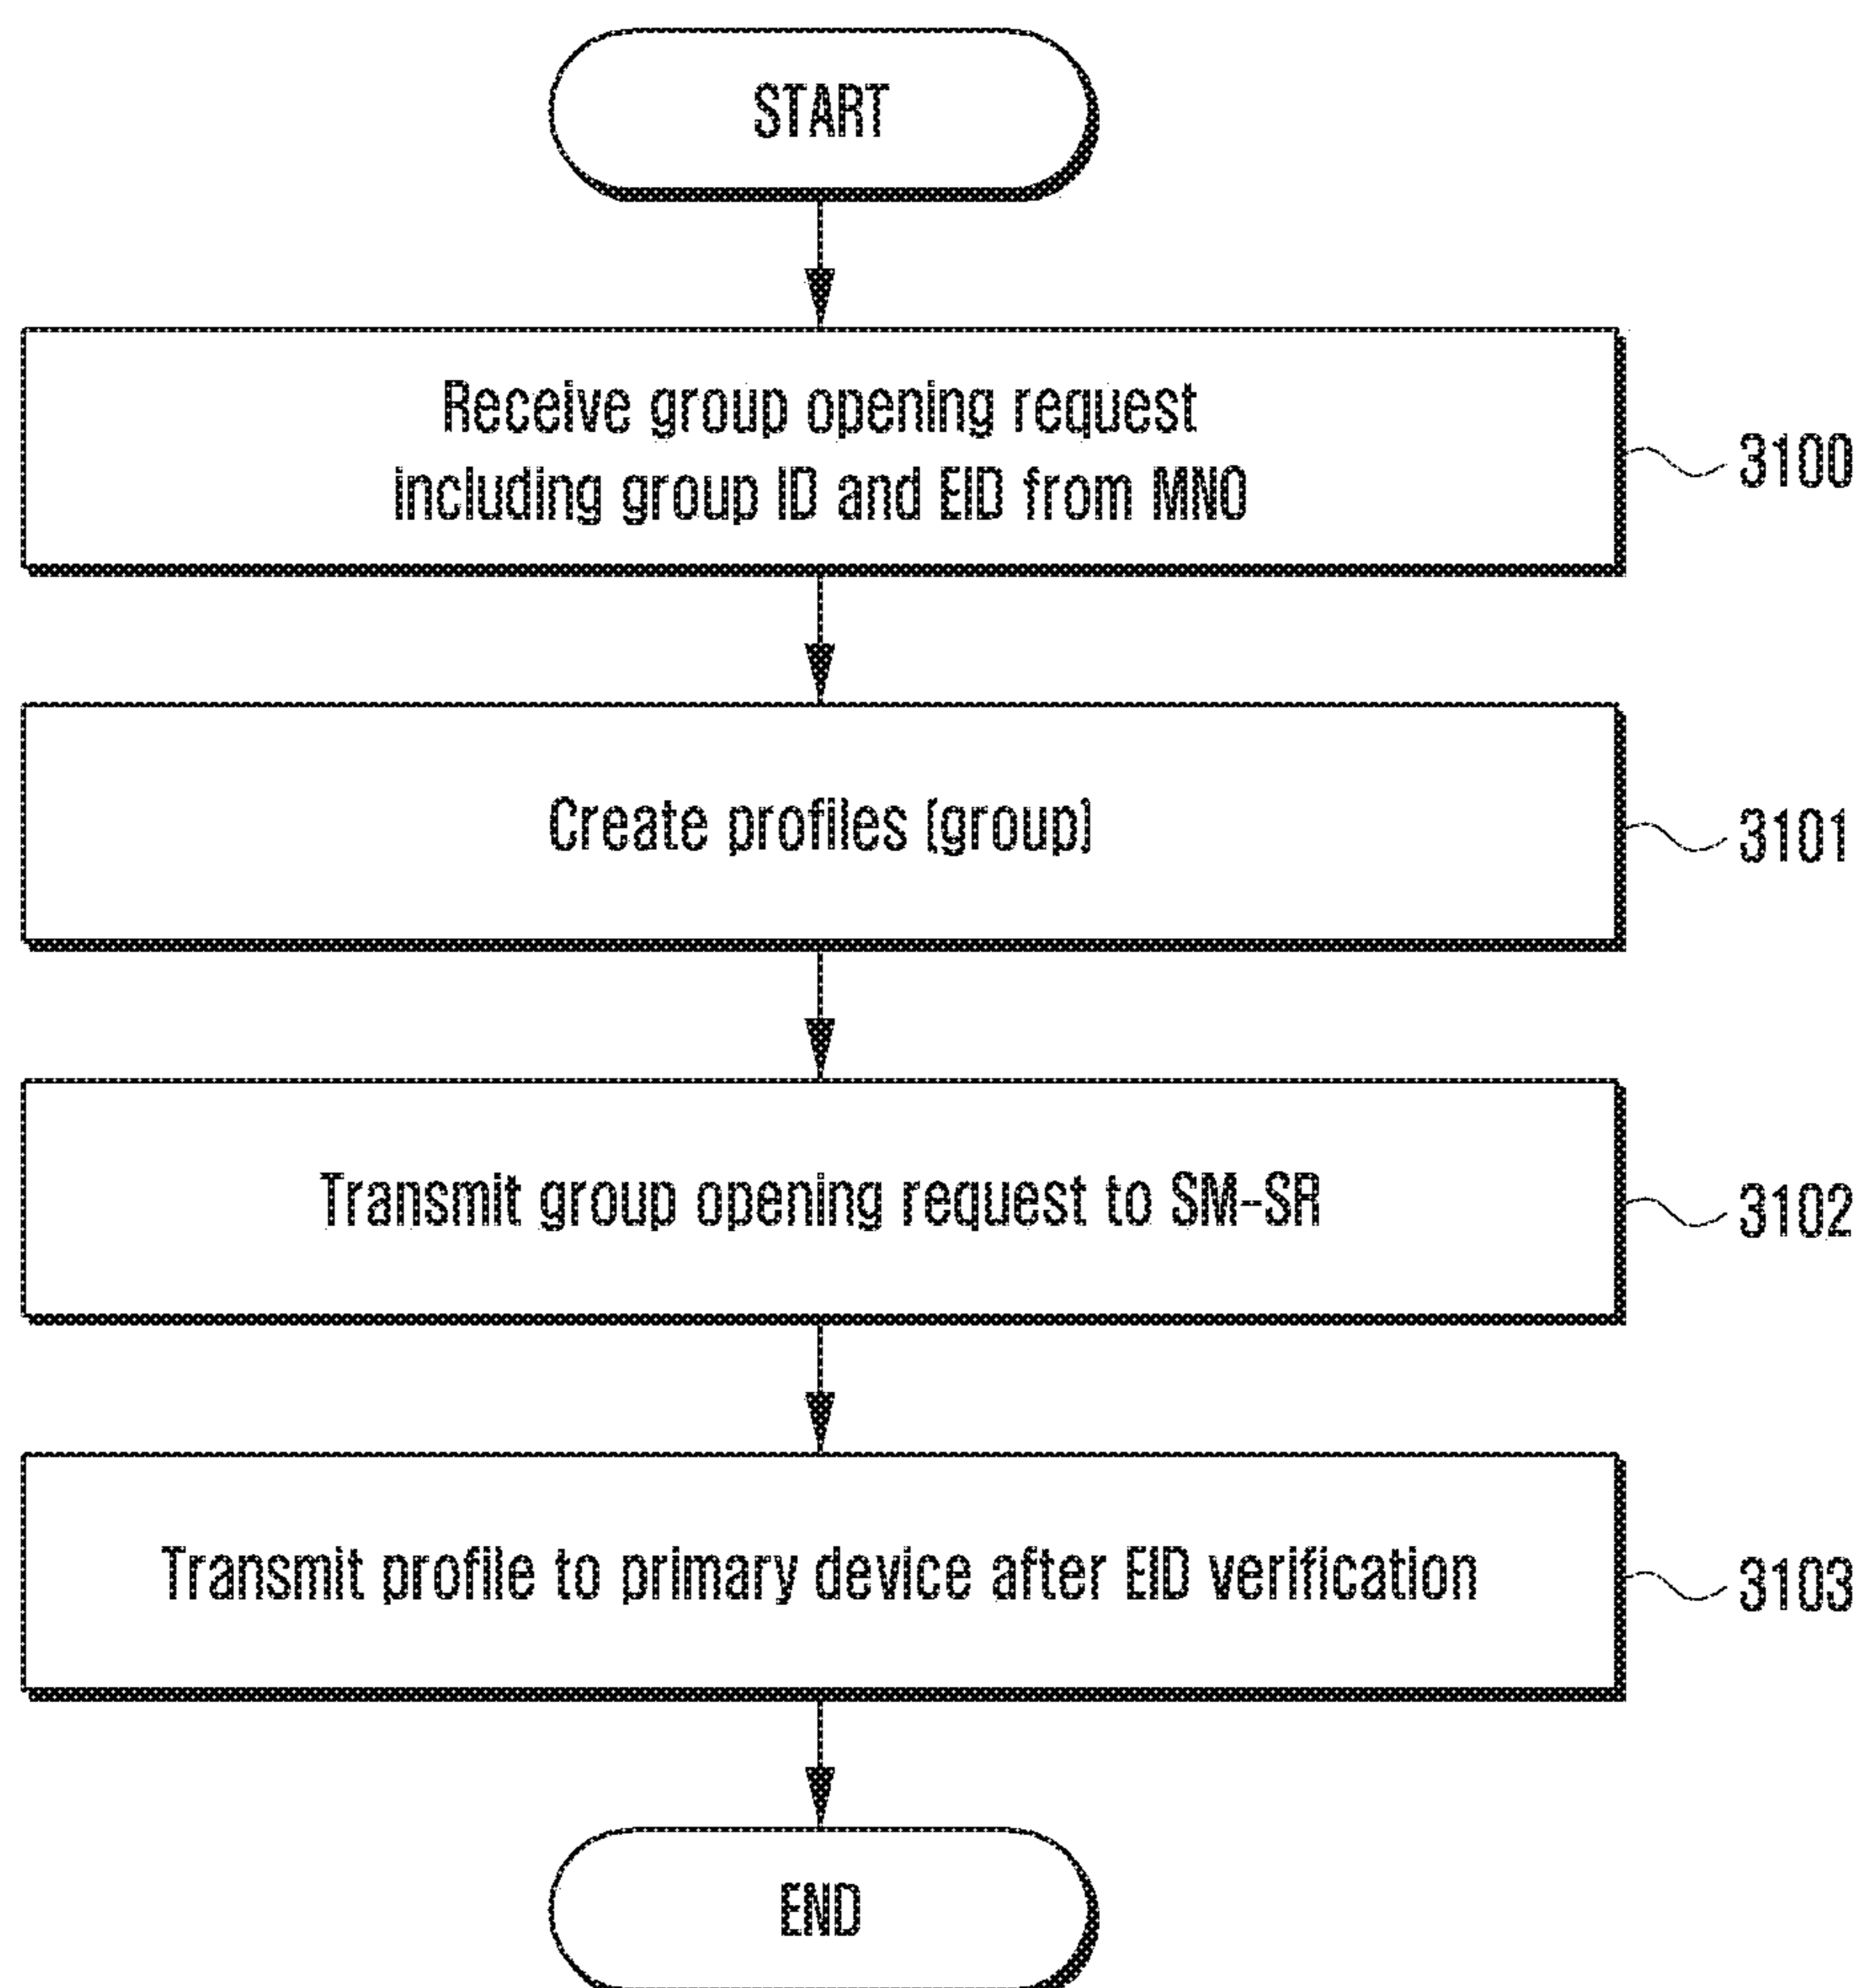 START
Receive group opening request
including group ID and EID from MNO
3100
Create profiles (group)
3101
Transmit group opening request to SM-SR
3102
Transmit profile to primary device after EID verification
3103
END